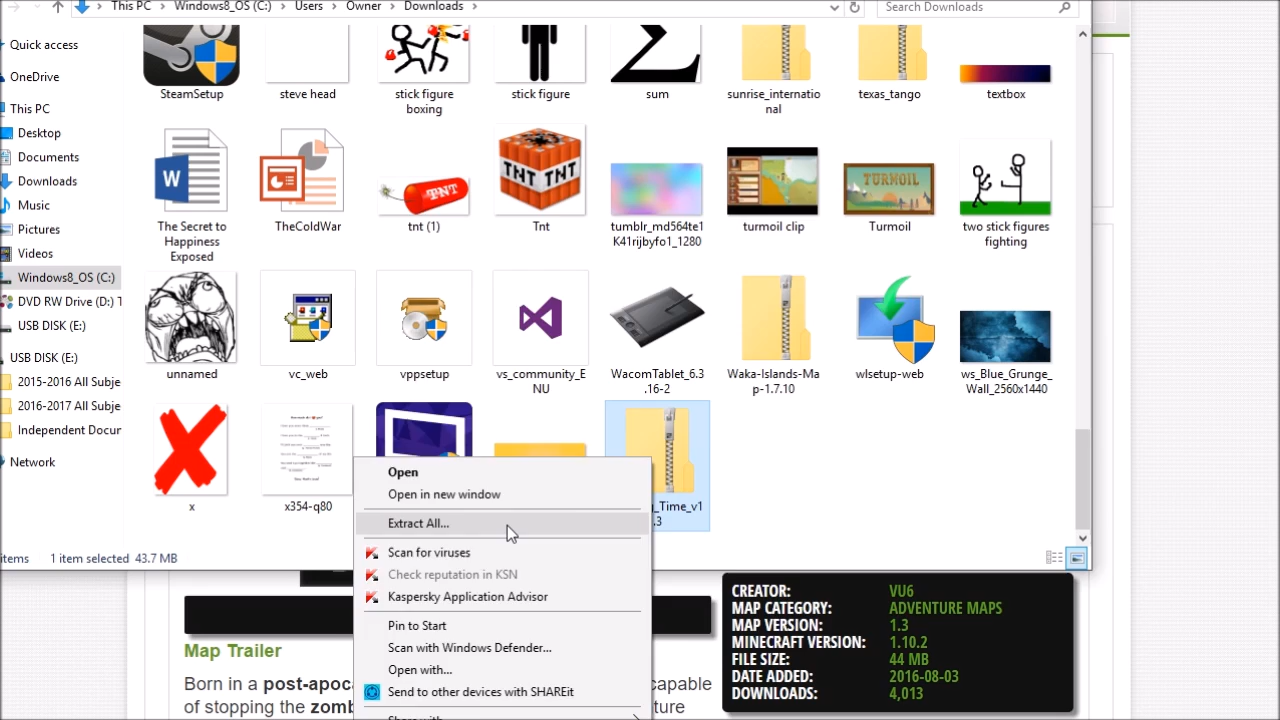 This PC > Windows8_OS (C:) > Users > Owner > Downloads >
Search Downloads
Quick access
OneDrive
This PC
Desktop
Documents
Downloads
Music
Pictures
Videos
Windows8_OS (C:)
DVD RW Drive (D:) T
USB DISK (E:)
USB DISK (E:)
2015-2016 All Subje
2016-2017 All Subje
Independent Docur
Network
SteamSetup
steve head
stick figure
boxing
stick figure
sum
sunrise_internatio
nal
texas_tango
textbox
W
The Secret to
Happiness
Exposed
TheColdWar
TNT
tnt (1)
TNT TNT
Tnt
tumblr_md564te1
K41rijbyfo1_1280
turmoil clip
TURMOIL
Turmoil
two stick figures
fighting
unnamed
vc_web
vppsetup
vs_community_E
NU
WacomTablet_6.3
.16-2
Waka-Islands-Ma
p-1.7.10
wlsetup-web
ws_Blue_Grunge_
Wall_2560x1440
x
x354-q80
_Time_v1
.3
Open
Open in new window
Extract All...
Scan for viruses
Check reputation in KSN
Kaspersky Application Advisor
Pin to Start
Scan with Windows Defender...
Open with...
Send to other devices with SHAREit
Share with
items 1 item selected 43.7 MB
Map Trailer
Born in a post-apoca
capable
of stopping the zomb
ture
CREATOR: VU6
MAP CATEGORY: ADVENTURE MAPS
MAP VERSION: 1.3
MINECRAFT VERSION: 1.10.2
FILE SIZE: 44 MB
DATE ADDED: 2016-08-03
DOWNLOADS: 4,013